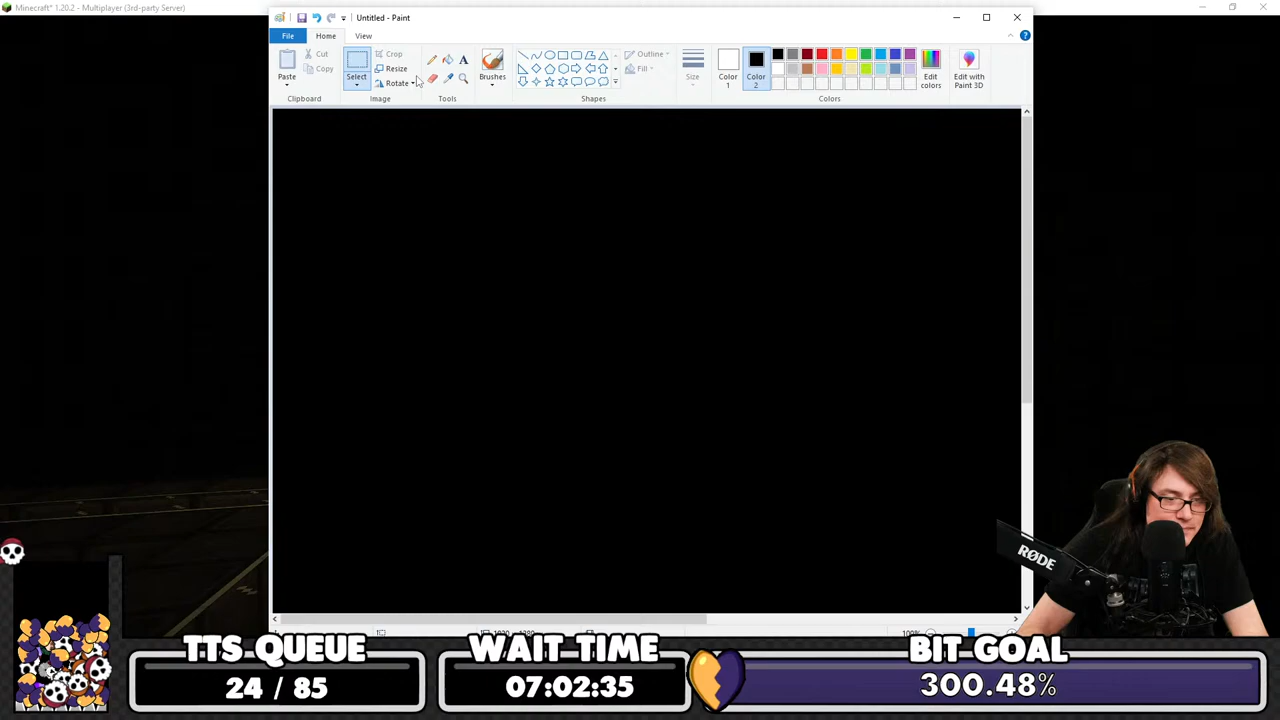 Minecraft* 1.20.2 - Multiplayer (3rd-party Server)
Untitled - Paint
File
Home
View
Paste
Cut
Copy
Clipboard
Select
Crop
Resize
Rotate
Image
Tools
Brushes
Shapes
Outline
Fill
Size
Color 1
Color 2
Edit colors
Edit with Paint 3D
Colors
RØDE
100%
TTS QUEUE
24 / 85
WAIT TIME
07:02:35
BIT GOAL
300.48%